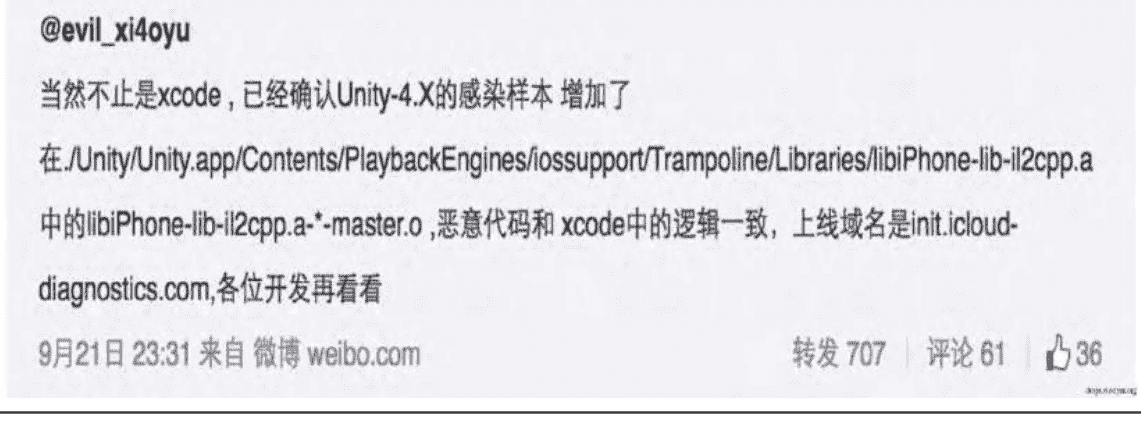 @evil_xi4oyu
当然不止是xcode , 已经确认Unity-4.X的感染样本 增加了
在./Unity/Unity.app/Contents/PlaybackEngines/iossupport/Trampoline/Libraries/libiPhone-lib-il2cpp.a
中的libiPhone-lib-il2cpp.a-*-master.o ,恶意代码和 xcode中的逻辑一致，上线域名是init.icloud-
diagnostics.com,各位开发再看看
9月21日 23:31 来自 微博 weibo.com 转发 707 评论 61 36